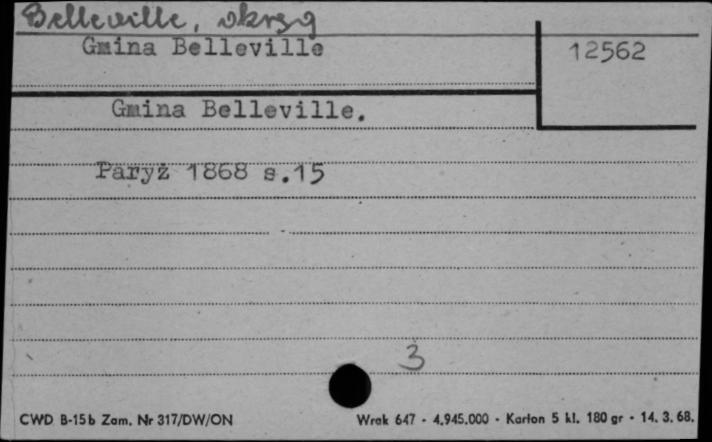 Belleville, okręg
Gmina Belleville
12562
Gmina Belleville.
Paryż 1868 s.15
3
CWD B-15b Zam. Nr 317/DW/ON
Wrak 647 - 4.945.000 - Karton 5 kl. 180 gr - 14. 3. 68.